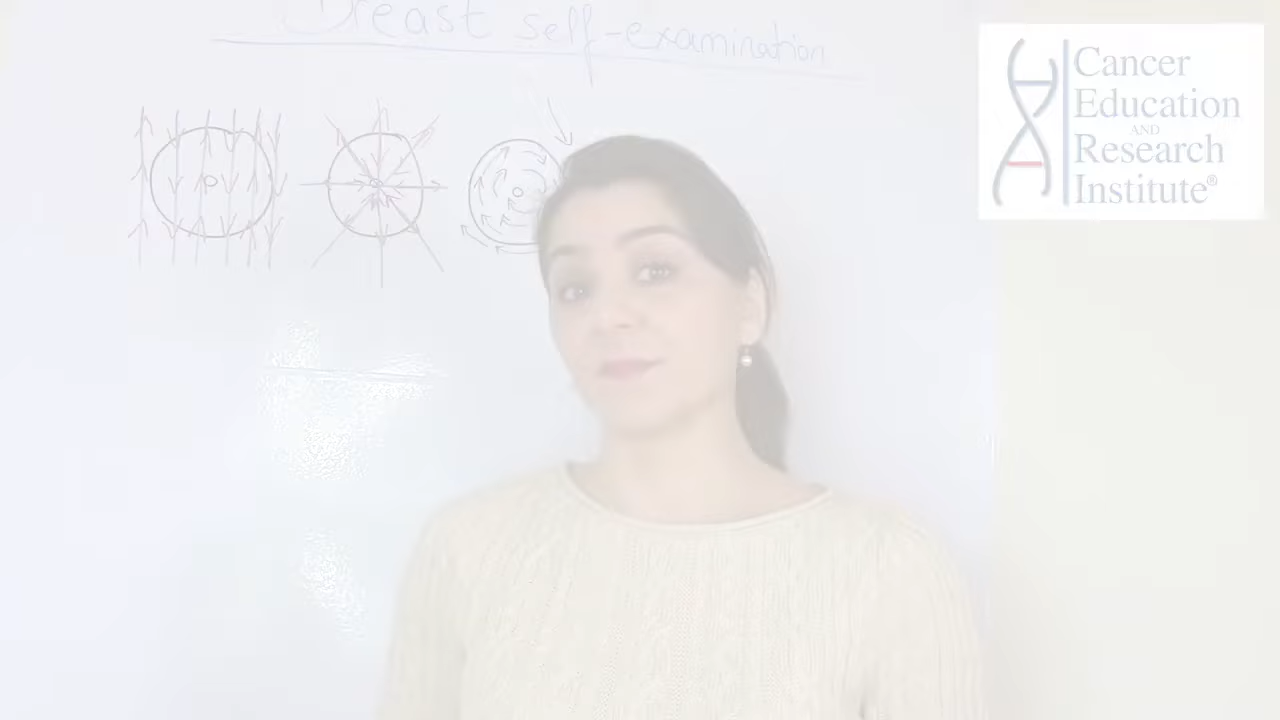 Breast self-examination
Cancer
Education
AND
Research
Institute®